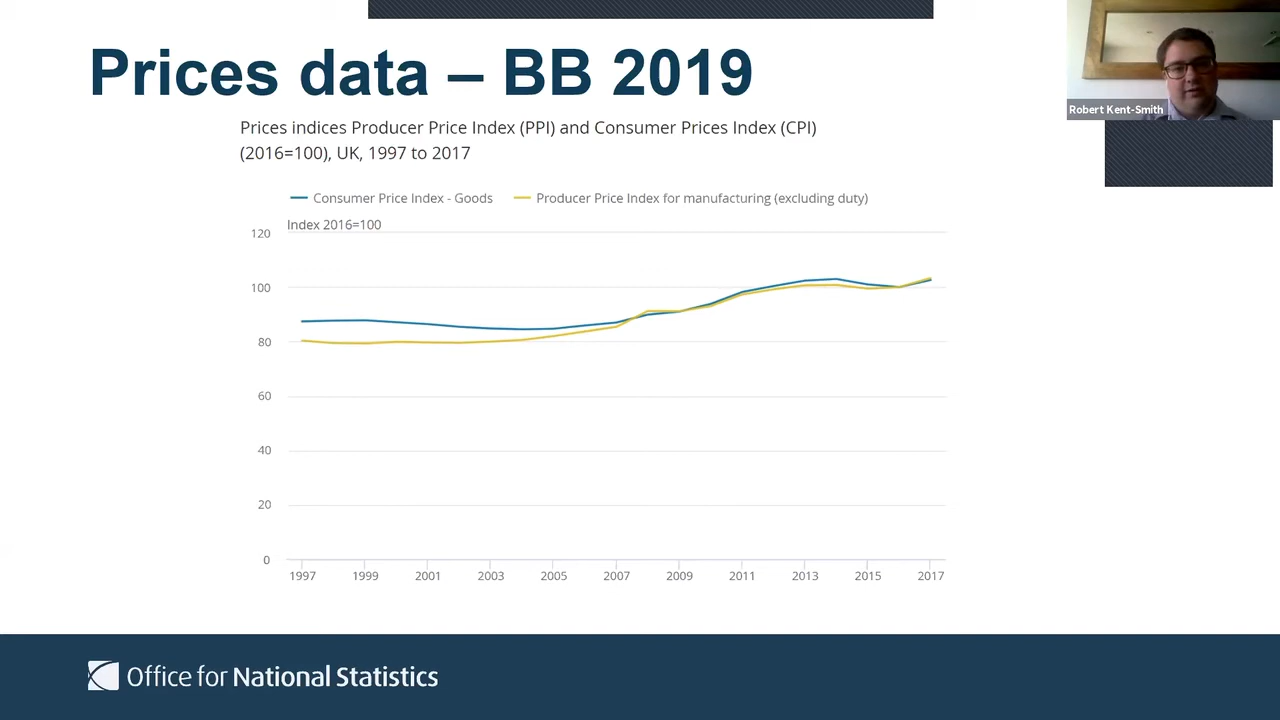 Prices data – BB 2019
Robert Kent-Smith
Prices indices Producer Price Index (PPI) and Consumer Prices Index (CPI)
(2016=100), UK, 1997 to 2017
Consumer Price Index - Goods Producer Price Index for manufacturing (excluding duty)
Index 2016=100
120
100
80
60
40
20
0
1997 1999 2001 2003 2005 2007 2009 2011 2013 2015 2017
Office for National Statistics